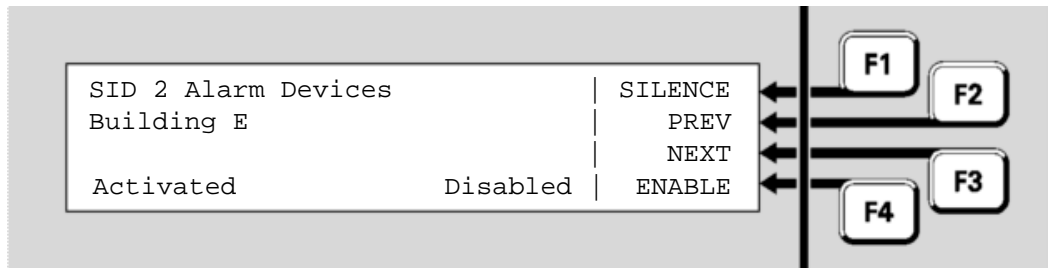 SID 2 Alarm Devices | SILENCE
Building E | PREV
| NEXT
Activated Disabled | ENABLE
F1
F2
F3
F4